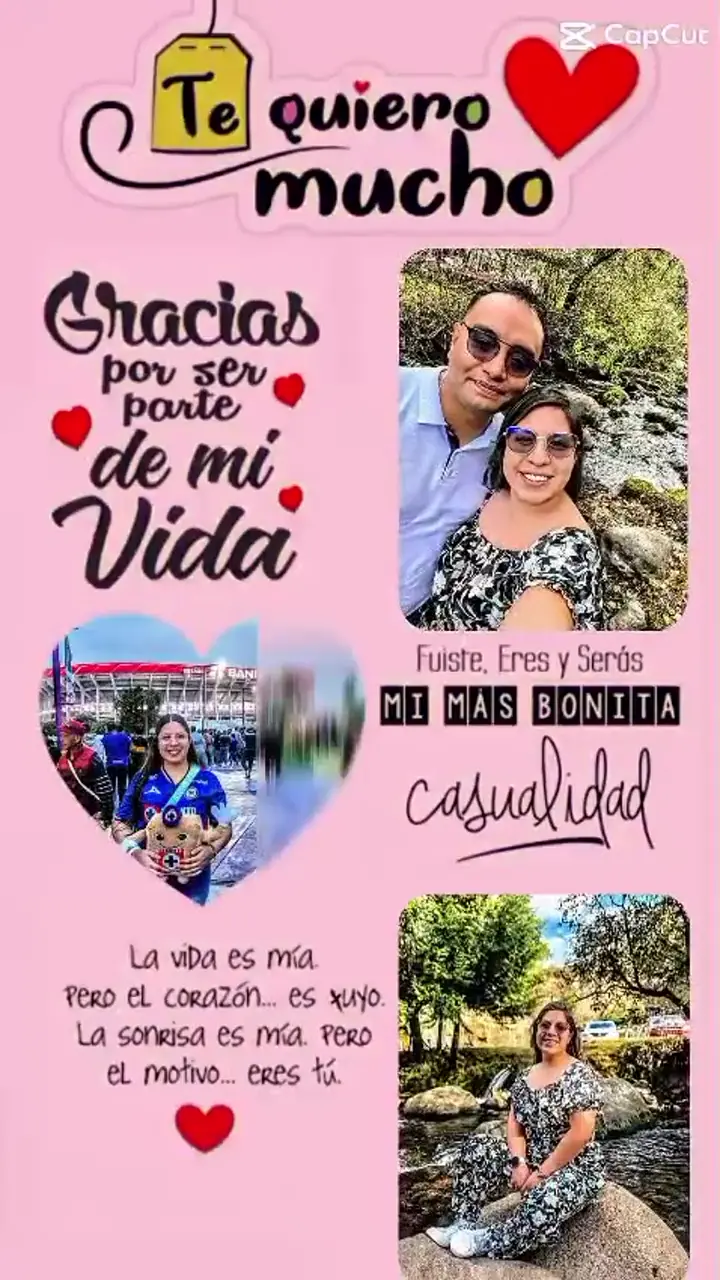 CapCut
Te quiero
mucho
Gracias
por ser
parte
de mi
Vida
Fuiste, Eres y Serás
MI MÁS BONITA
casualidad
La vida es mía.
Pero el corazón... es tuyo.
La sonrisa es mía. Pero
el motivo... eres tú.